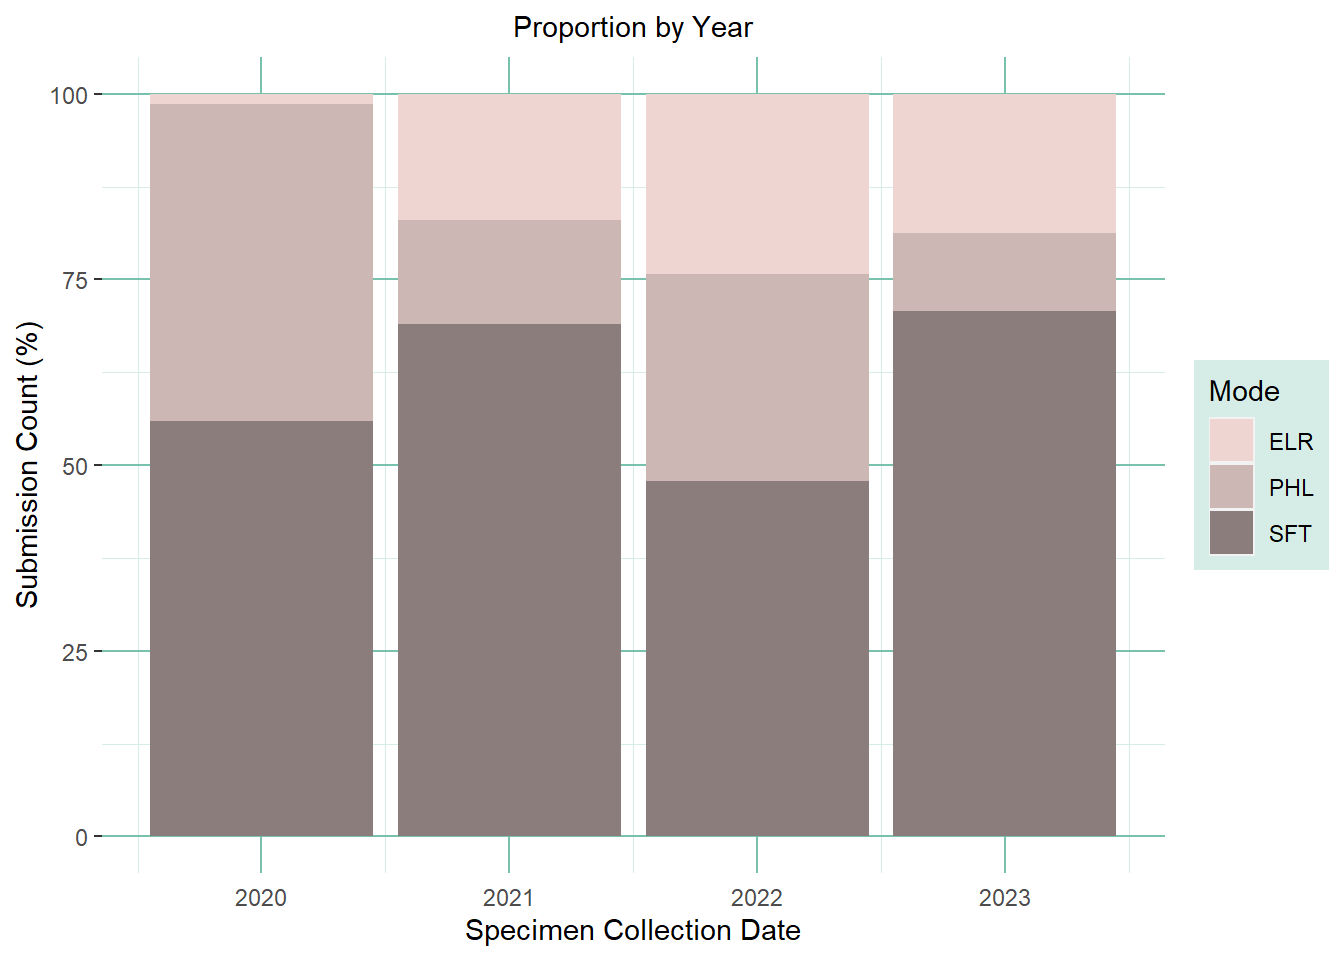 Proportion by Year
Submission Count (%)
100
75
50
25
0
2020 2021 2022 2023
Specimen Collection Date
Mode
ELR
PHL
SFT